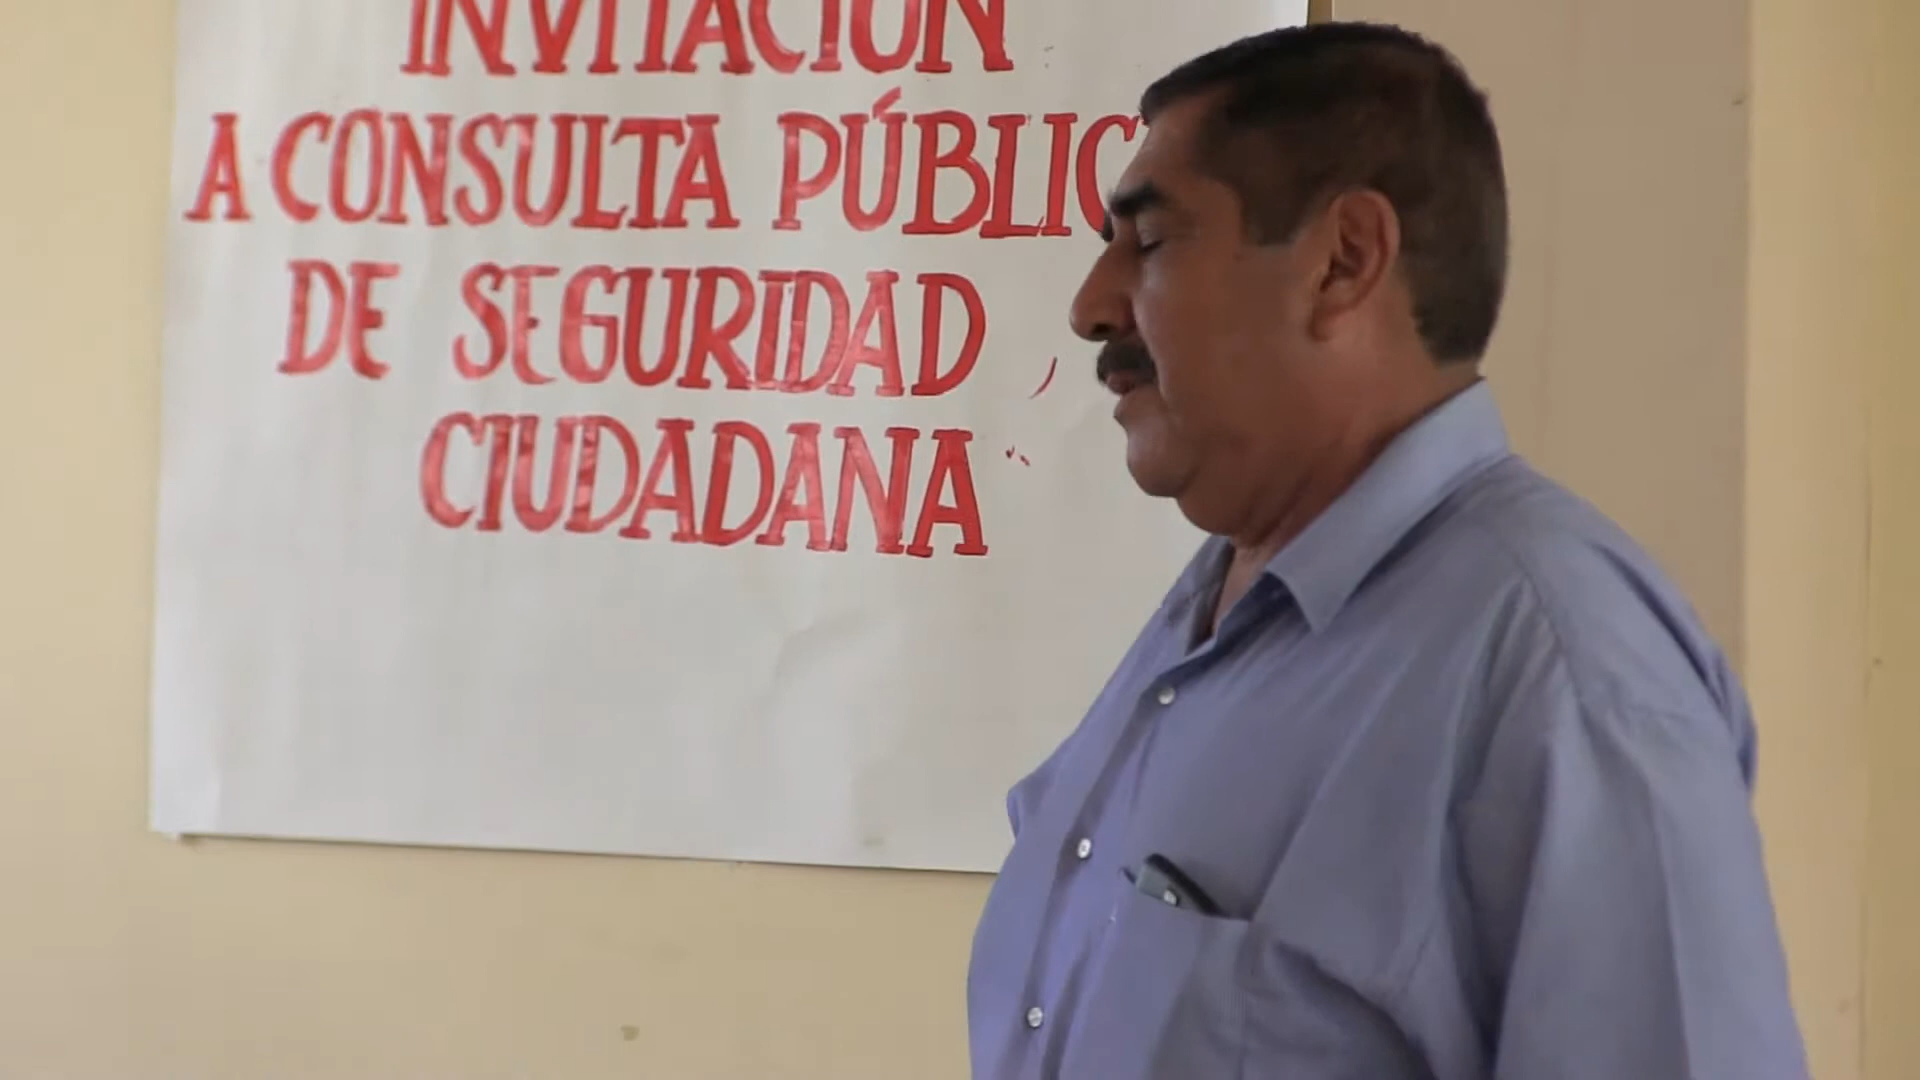 INVITACIÓN
A CONSULTA PÚBLIC
DE SEGURIDAD
CIUDADANA